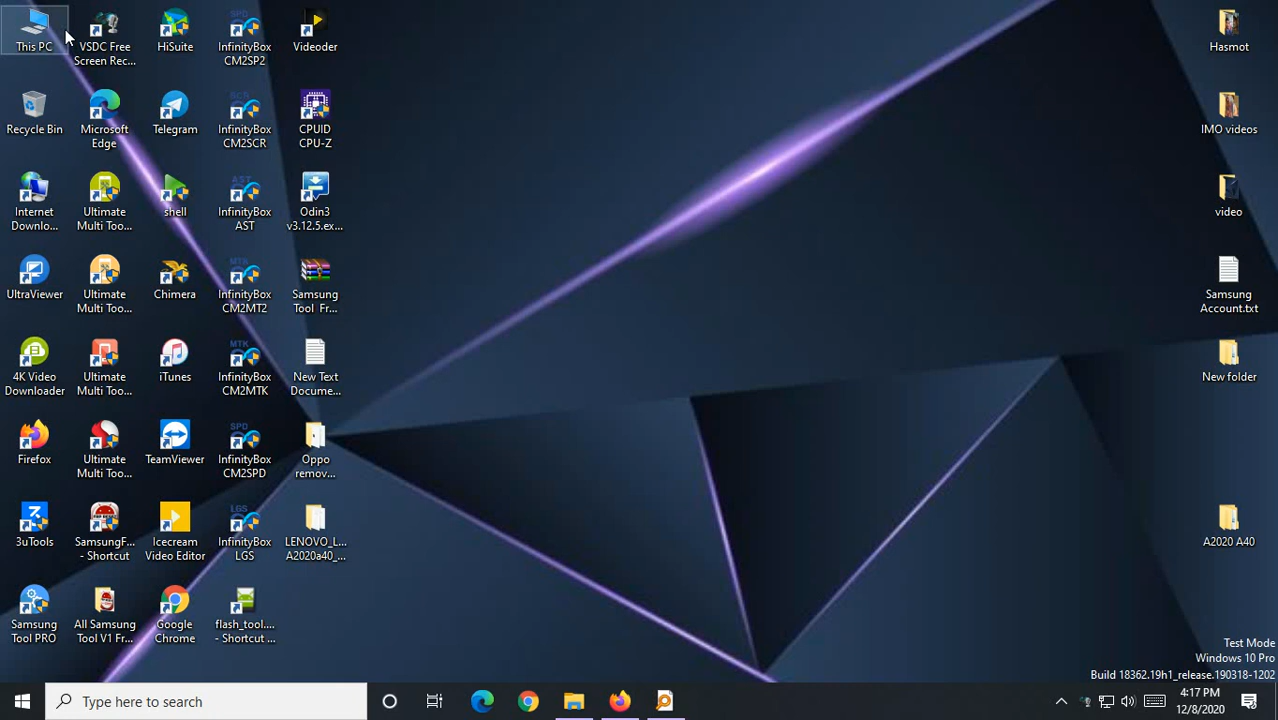 This PC
VSDC Free
Screen Rec...
HiSuite
InfinityBox
CM2SP2
Videoder
Hasmot
Recycle Bin
Microsoft
Edge
Telegram
InfinityBox
CM2SCR
CPUID
CPU-Z
IMO videos
Internet
Downlo...
Ultimate
Multi Too...
shell
InfinityBox
AST
Odin3
v3.12.5.ex...
video
UltraViewer
Ultimate
Multi Too...
Chimera
InfinityBox
CM2MT2
Samsung
Tool Fr...
Samsung
Account.txt
4K Video
Downloader
Ultimate
Multi Too...
iTunes
InfinityBox
CM2MTK
New Text
Docume...
New folder
Firefox
Ultimate
Multi Too...
TeamViewer
InfinityBox
CM2SPD
Oppo
remov...
3uTools
SamsungF...
- Shortcut
Icecream
Video Editor
InfinityBox
LGS
LENOVO_L...
A2020a40_...
A2020 A40
Samsung
Tool PRO
All Samsung
Tool V1 Fr...
Google
Chrome
flash_tool....
- Shortcut ...
Test Mode
Windows 10 Pro
Build 18362.19h1_release.190318-1202
Type here to search
4:17 PM
12/8/2020